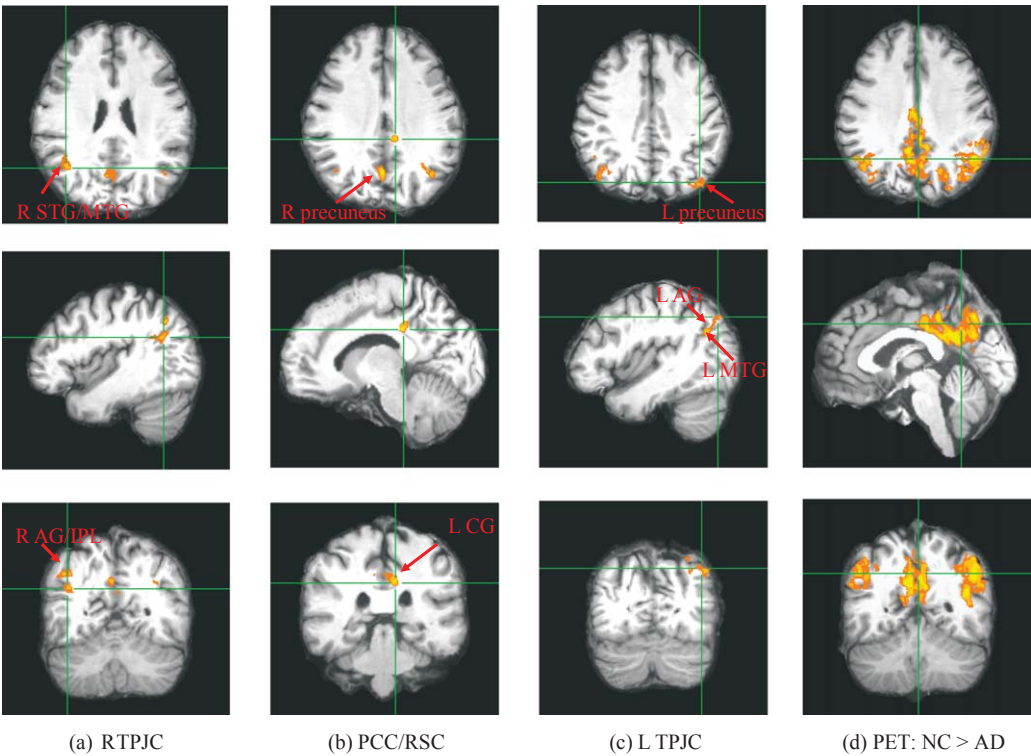 R STG/MTG
R precuneus
L precuneus
L AG
L MTG
R AG/IPL
L CG
(a) RTPJC
(b) PCC/RSC
(c) L TPJC
(d) PET: NC > AD